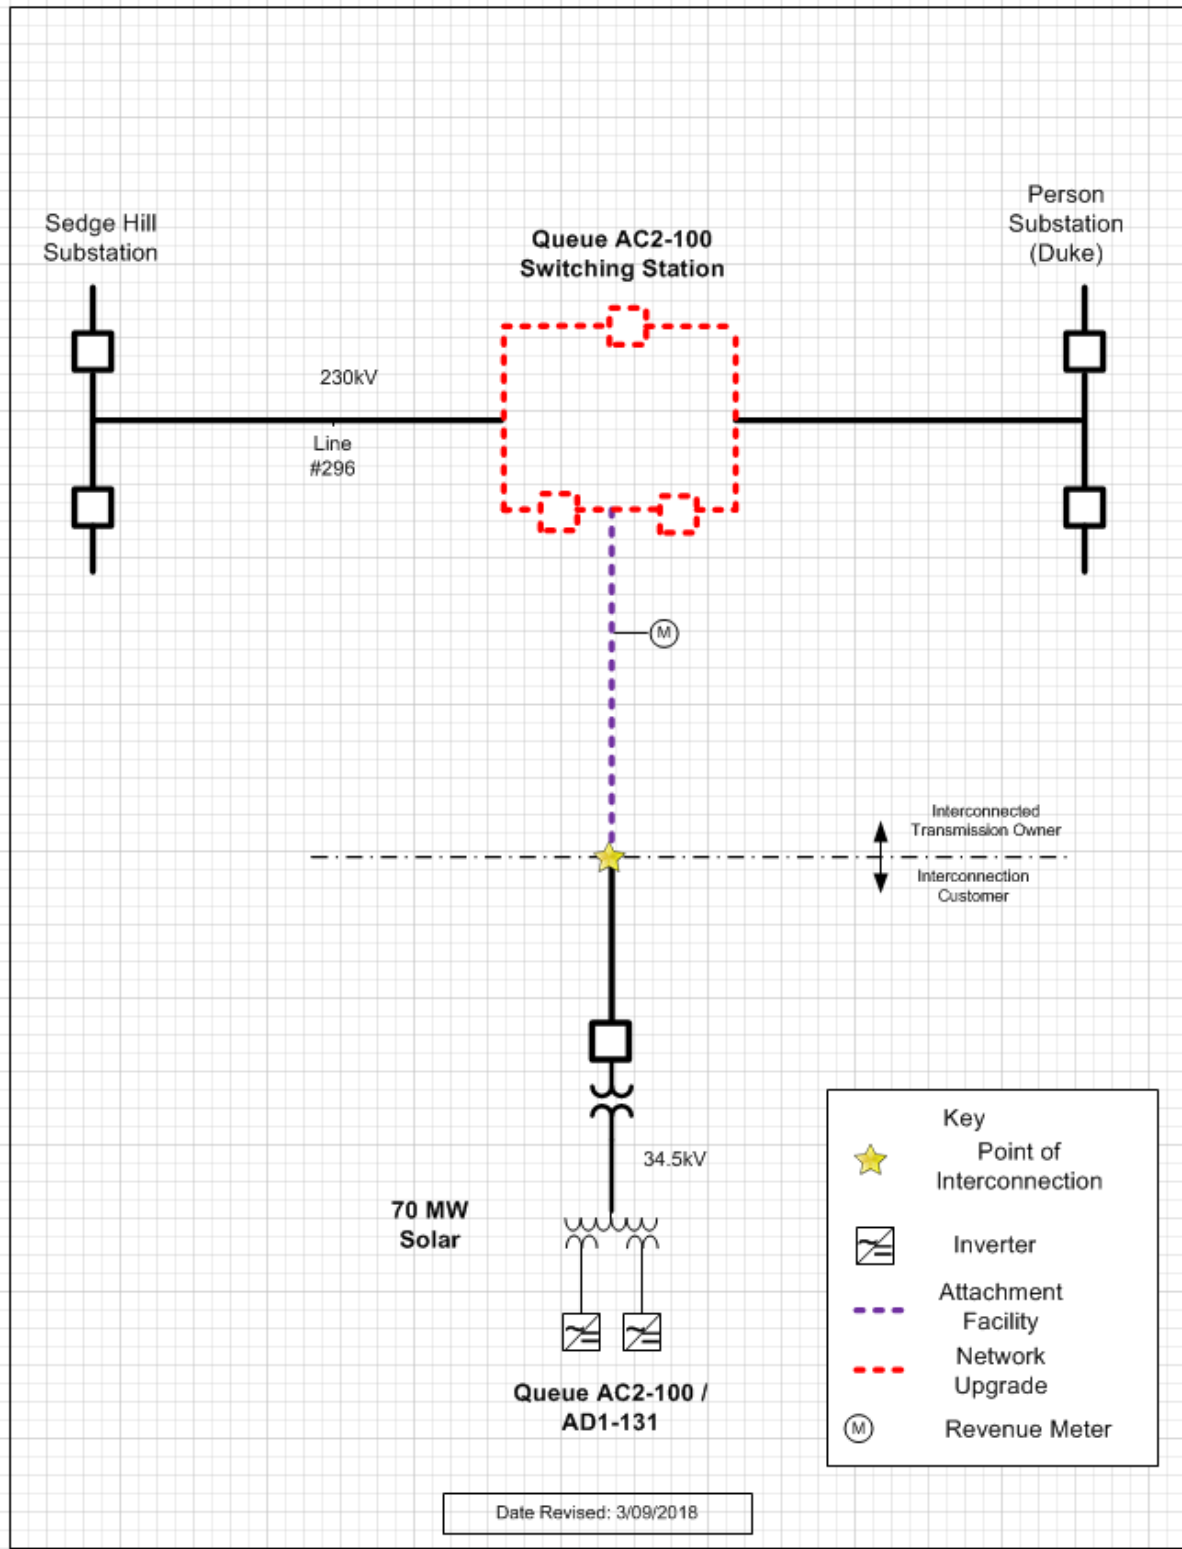 Sedge Hill
Substation
Queue AC2-100
Switching Station
Person
Substation
(Duke)
230kV
Line
#296
M
Interconnected
Transmission Owner
Interconnection
Customer
34.5kV
70 MW
Solar
Queue AC2-100 /
AD1-131
Key
Point of
Interconnection
Inverter
Attachment
Facility
Network
Upgrade
M
Revenue Meter
Date Revised: 3/09/2018